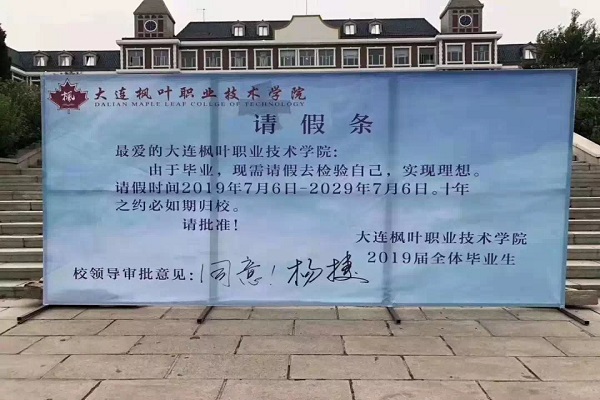 枫
大连枫叶职业技术学院
DALIAN MAPLE LEAF COLLEGE OF TECHNOLOGY
请假条
最爱的大连枫叶职业技术学院：
由于毕业，现需请假去检验自己，实现理想。
请假时间2019年7月6日-2029年7月6日。十年
之约必如期归校。
请批准！
大连枫叶职业技术学院
2019届全体毕业生
校领导审批意见：同意！杨捷